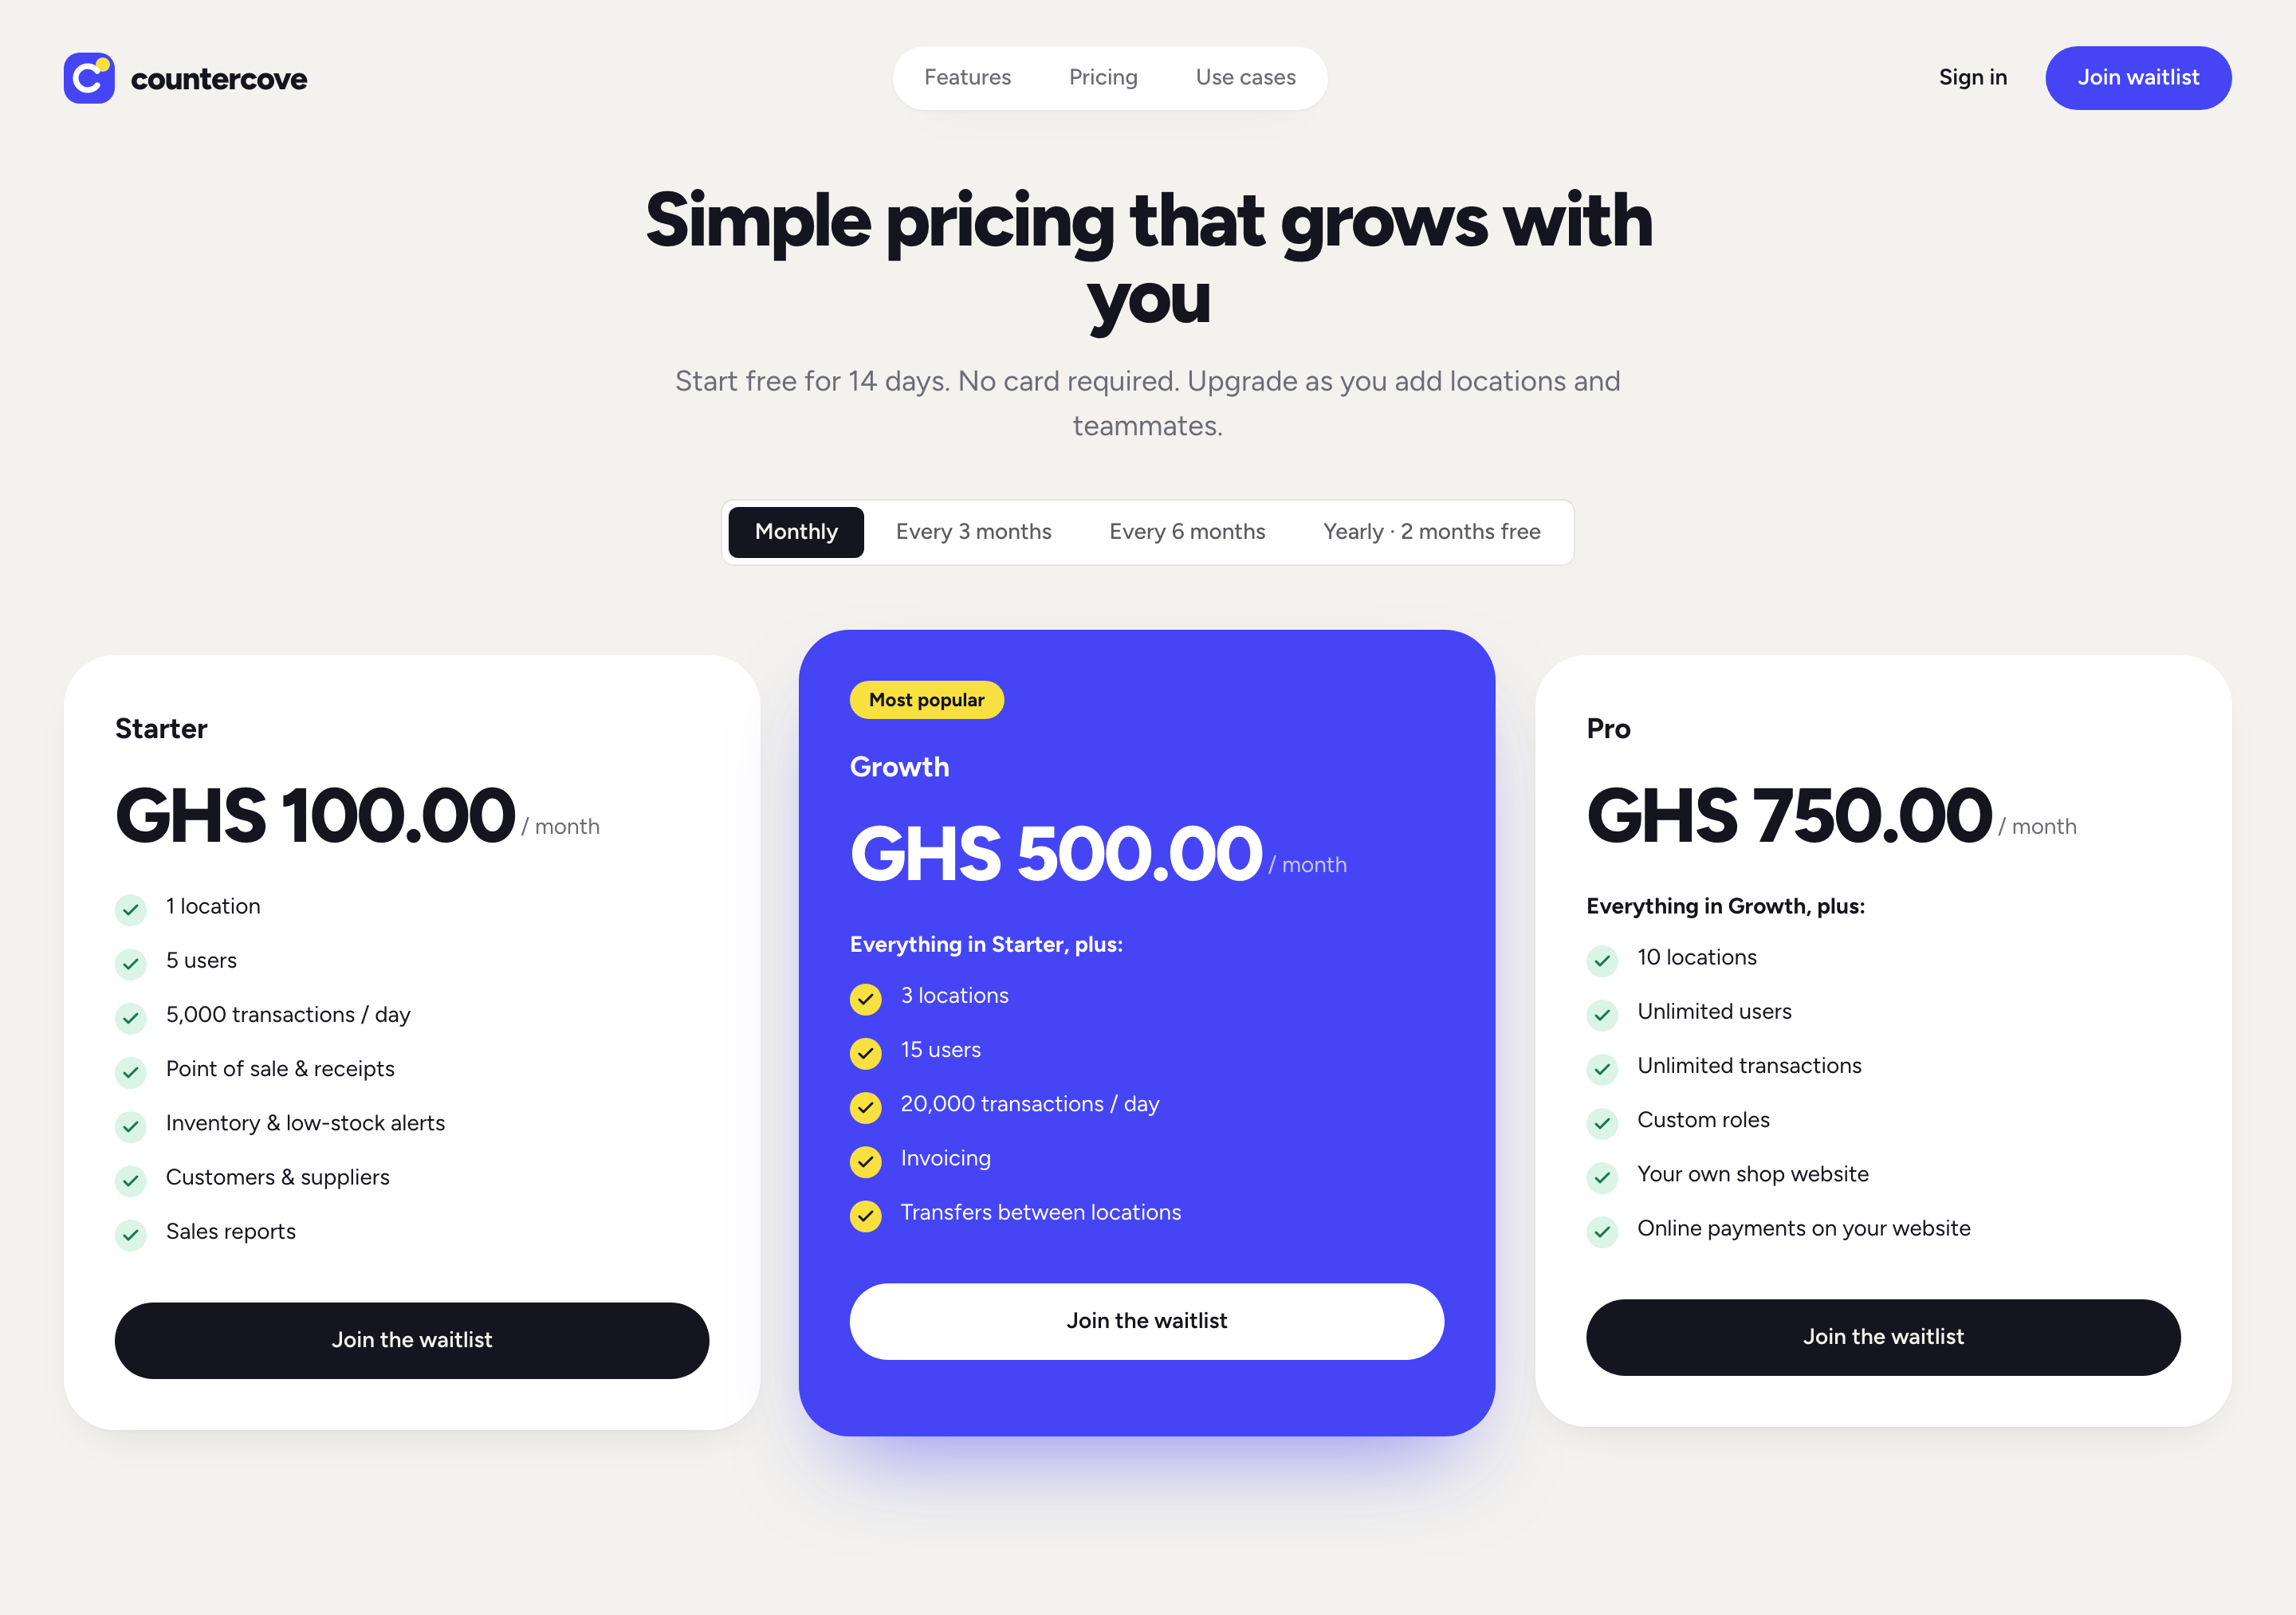 countercove
Features
Pricing
Use cases
Sign in
Join waitlist
Simple pricing that grows with
you
Start free for 14 days. No card required. Upgrade as you add locations and
teammates.
Monthly
Every 3 months
Every 6 months
Yearly · 2 months free
Starter
GHS 100.00 / month
1 location
5 users
5,000 transactions / day
Point of sale & receipts
Inventory & low-stock alerts
Customers & suppliers
Sales reports
Join the waitlist
Most popular
Growth
GHS 500.00 / month
Everything in Starter, plus:
3 locations
15 users
20,000 transactions / day
Invoicing
Transfers between locations
Join the waitlist
Pro
GHS 750.00 / month
Everything in Growth, plus:
10 locations
Unlimited users
Unlimited transactions
Custom roles
Your own shop website
Online payments on your website
Join the waitlist